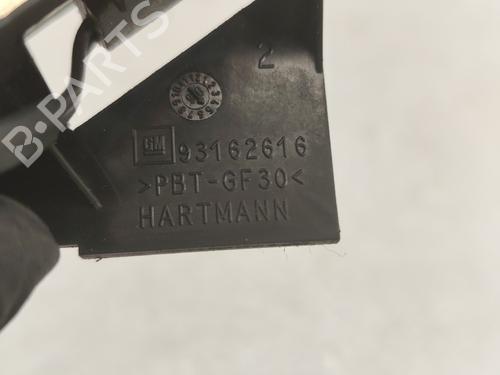 2
GM 93162616
>PBT-GF30<
HARTMANN
B-PARTS